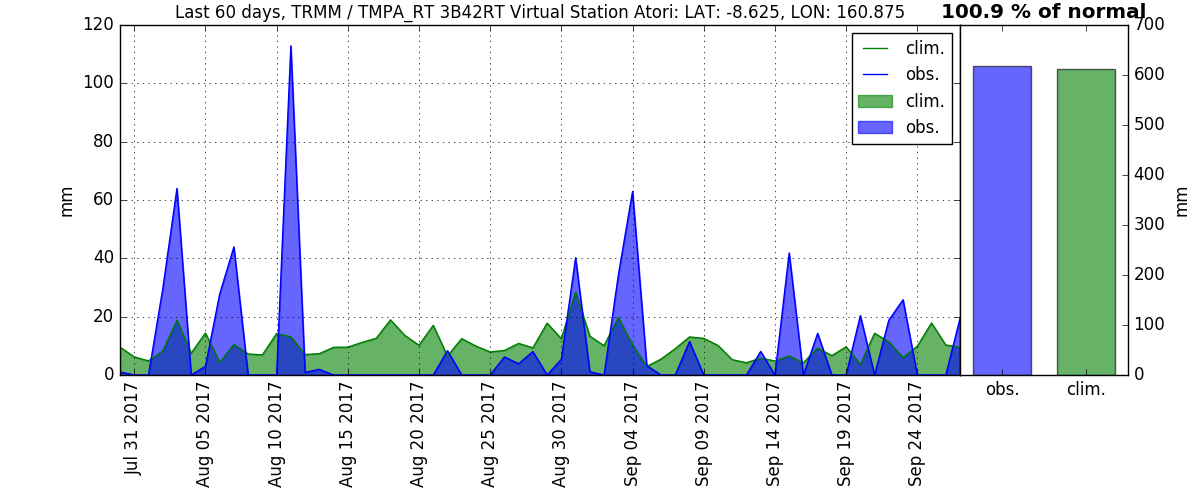 Last 60 days, TRMM / TMPA_RT 3B42RT Virtual Station Atori: LAT: -8.625, LON: 160.875
100.9 % of normal
mm
120
100
80
60
40
20
0
clim.
obs.
clim.
obs.
Jul 31 2017
Aug 05 2017
Aug 10 2017
Aug 15 2017
Aug 20 2017
Aug 25 2017
Aug 30 2017
Sep 04 2017
Sep 09 2017
Sep 14 2017
Sep 19 2017
Sep 24 2017
700
600
500
400
300
200
100
0
mm
obs.
clim.